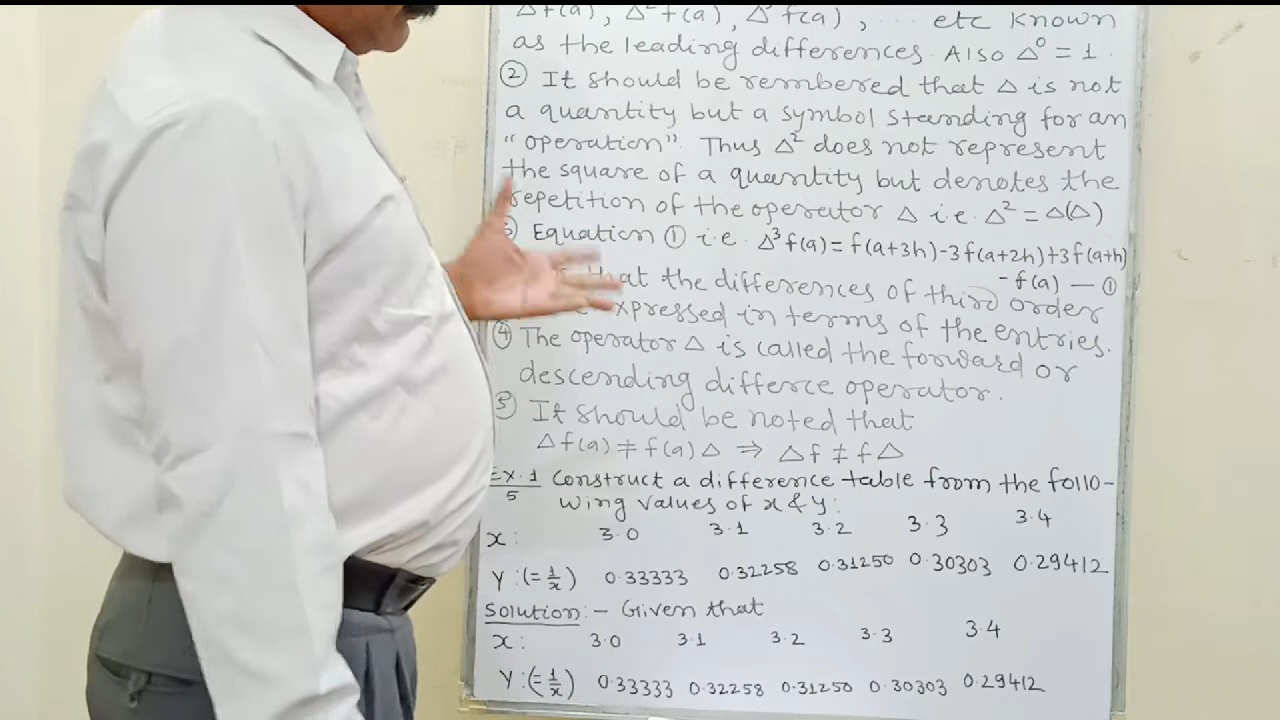 Δf(a), Δ²f(a), Δ³f(a), ... etc known
as the leading differences. Also Δ⁰ = 1.
② It should be rembered that Δ is not
a quantity but a symbol standing for an
"operation". Thus Δ² does not represent
the square of a quantity but denotes the
repetition of the operator Δ i.e. Δ² = Δ(Δ)
Equation ① i.e. Δ³f(a) = f(a+3h)-3f(a+2h)+3f(a+h)
-f(a) — ①
that the differences of third order
expressed in terms of the entries.
④ The operator Δ is called the forward or
descending differce operator.
⑤ It should be noted that
Δf(a) ≠ f(a)Δ ⇒ Δf ≠ fΔ
Ex.1/5 Construct a difference table from the follo-
wing values of x & y:
x: 3.0 3.1 3.2 3.3 3.4
Y:(=1/x) 0.33333 0.32258 0.31250 0.30303 0.29412
Solution:- Given that
x: 3.0 3.1 3.2 3.3 3.4
Y:(=1/x) 0.33333 0.32258 0.31250 0.30303 0.29412